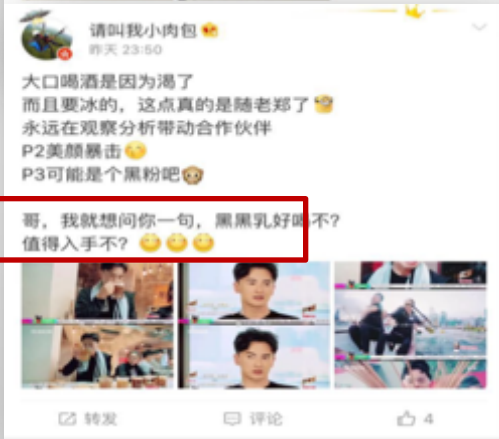 请叫我小肉包
昨天 23:50
大口喝酒是因为渴了
而且要冰的，这点真的是随老郑了
永远在观察分析带动合作伙伴
P2美颜暴击
P3可能是个黑粉吧
哥，我就想问你一句，黑黑乳好喝不？
值得入手不？
转发
评论
4